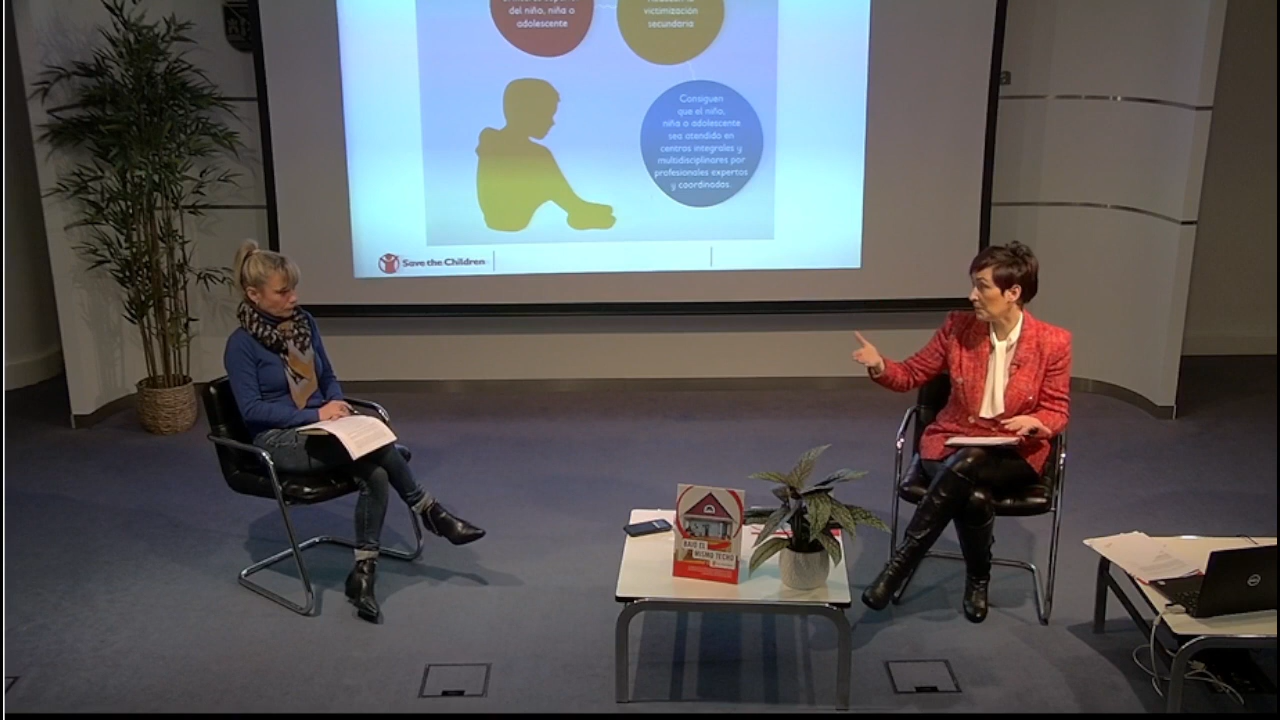 del niño, niña o
adolescente
victimización
secundaria
Consiguen
que el niño,
niña o adolescente
sea atendido en
centros integrales y
multidisciplinares por
profesionales expertos
y coordinados.
Save the Children
BAJO EL
MISMO TECHO
DELL